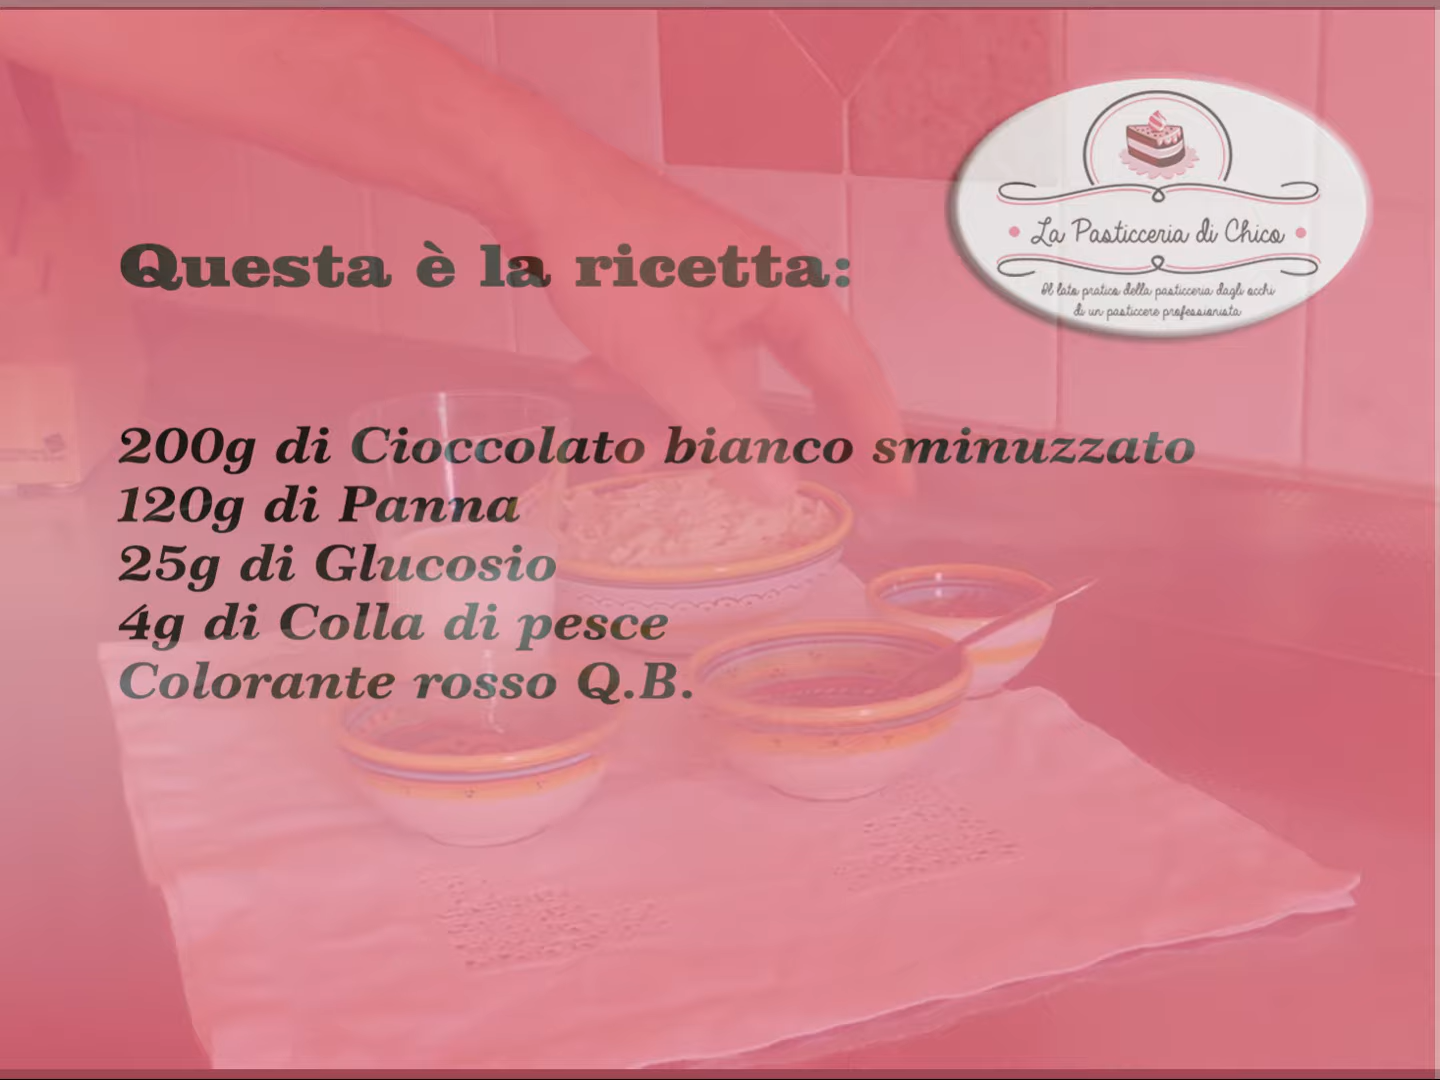 La Pasticceria di Chico
Il lato pratico della pasticceria dagli occhi
di un pasticcere professionista
Questa è la ricetta:
200g di Cioccolato bianco sminuzzato
120g di Panna
25g di Glucosio
4g di Colla di pesce
Colorante rosso Q.B.